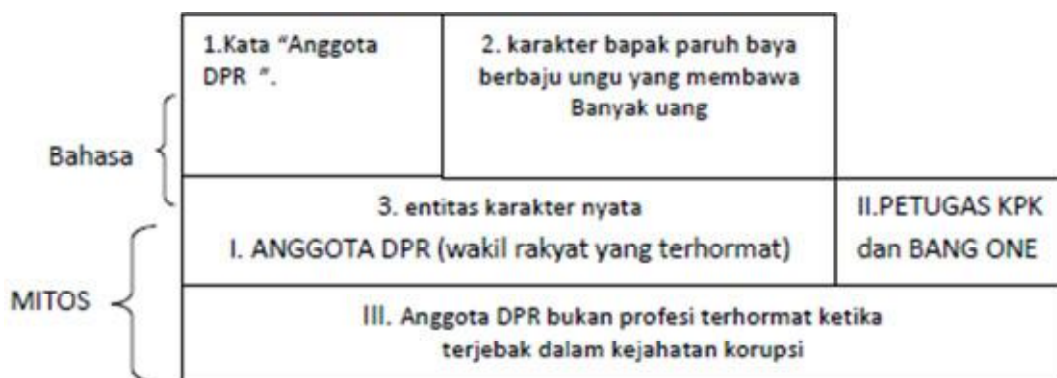 1.Kata “Anggota
DPR ”.
2. karakter bapak paruh baya
berbaju ungu yang membawa
Banyak uang
Bahasa
3. entitas karakter nyata
I. ANGGOTA DPR (wakil rakyat yang terhormat)
II.PETUGAS KPK
dan BANG ONE
MITOS
III. Anggota DPR bukan profesi terhormat ketika
terjebak dalam kejahatan korupsi